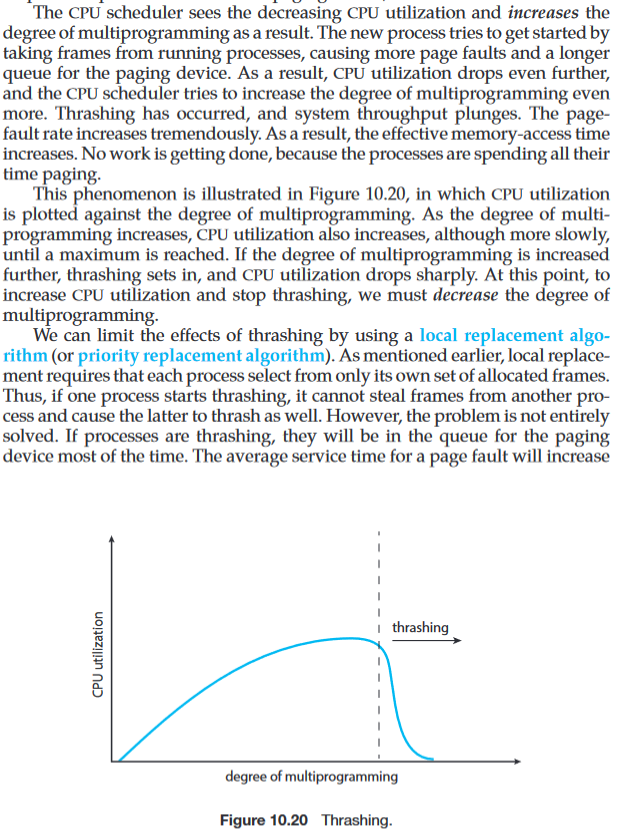 The CPU scheduler sees the decreasing CPU utilization and increases the
degree of multiprogramming as a result. The new process tries to get started by
taking frames from running processes, causing more page faults and a longer
queue for the paging device. As a result, CPU utilization drops even further,
and the CPU scheduler tries to increase the degree of multiprogramming even
more. Thrashing has occurred, and system throughput plunges. The page-
fault rate increases tremendously. As a result, the effective memory-access time
increases. No work is getting done, because the processes are spending all their
time paging.
This phenomenon is illustrated in Figure 10.20, in which CPU utilization
is plotted against the degree of multiprogramming. As the degree of multi-
programming increases, CPU utilization also increases, although more slowly,
until a maximum is reached. If the degree of multiprogramming is increased
further, thrashing sets in, and CPU utilization drops sharply. At this point, to
increase CPU utilization and stop thrashing, we must decrease the degree of
multiprogramming.
We can limit the effects of thrashing by using a local replacement algo-
rithm (or priority replacement algorithm). As mentioned earlier, local replace-
ment requires that each process select from only its own set of allocated frames.
Thus, if one process starts thrashing, it cannot steal frames from another pro-
cess and cause the latter to thrash as well. However, the problem is not entirely
solved. If processes are thrashing, they will be in the queue for the paging
device most of the time. The average service time for a page fault will increase
thrashing
CPU utilization
degree of multiprogramming
Figure 10.20 Thrashing.